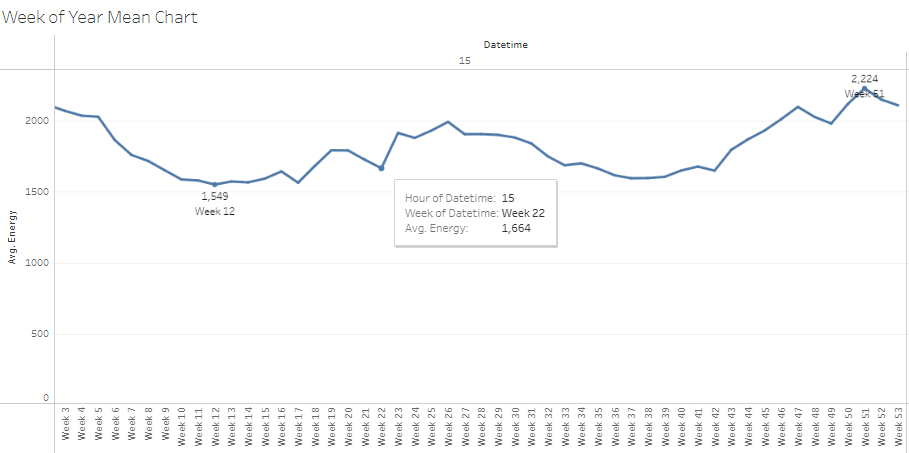 Week of Year Mean Chart
Datetime
15
2,224
Week 51
2000
1500
1000
500
0
Avg. Energy
1,549
Week 12
Hour of Datetime: 15
Week of Datetime: Week 22
Avg. Energy: 1,664
Week 3
Week 4
Week 5
Week 6
Week 7
Week 8
Week 9
Week 10
Week 11
Week 12
Week 13
Week 14
Week 15
Week 16
Week 17
Week 18
Week 19
Week 20
Week 21
Week 22
Week 23
Week 24
Week 25
Week 26
Week 27
Week 28
Week 29
Week 30
Week 31
Week 32
Week 33
Week 34
Week 35
Week 36
Week 37
Week 38
Week 39
Week 40
Week 41
Week 42
Week 43
Week 44
Week 45
Week 46
Week 47
Week 48
Week 49
Week 50
Week 51
Week 52
Week 53